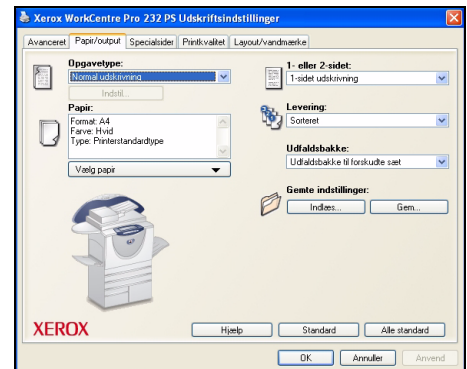 Xerox WorkCentre Pro 232 PS Udskriftsindstillinger
Avanceret Papir/output Specialsider Printkvalitet Layout/vandmærke
Opgavetype:
Normal udskrivning
Indstil...
Papir:
Format: A4
Farve: Hvid
Type: Printerstandardtype
Vælg papir
1- eller 2-sidet:
1-sidet udskrivning
Levering:
Sorteret
Udfaldsbakke:
Udfaldsbakke til forskudte sæt
Gemte indstillinger:
Indlæs... Gem...
XEROX
Hjælp Standard Alle standard
OK Annuller Anvend